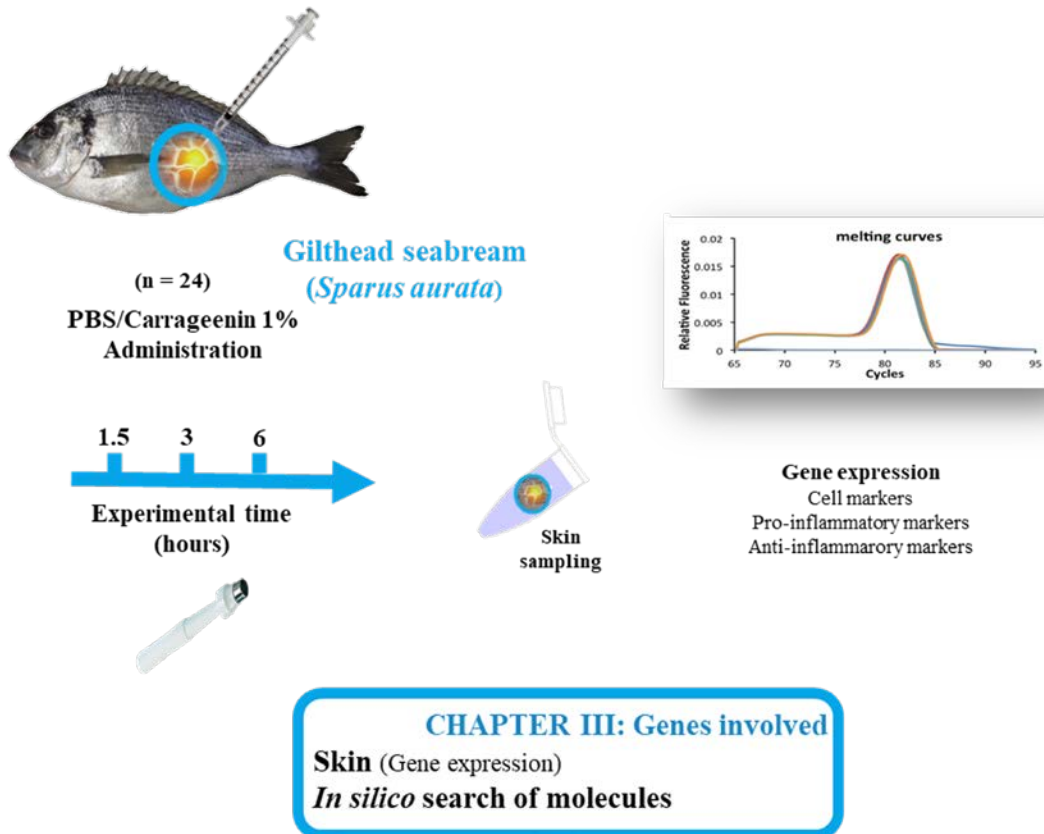 Gilthead seabream
(Sparus aurata)
(n = 24)
PBS/Carrageenin 1%
Administration
1.5 3 6
Experimental time
(hours)
Skin
sampling
melting curves
Relative Fluorescence
0.02
0.015
0.01
0.005
0
65 70 75 80 85 90 95
Cycles
Gene expression
Cell markers
Pro-inflammatory markers
Anti-inflammarory markers
CHAPTER III: Genes involved
Skin (Gene expression)
In silico search of molecules